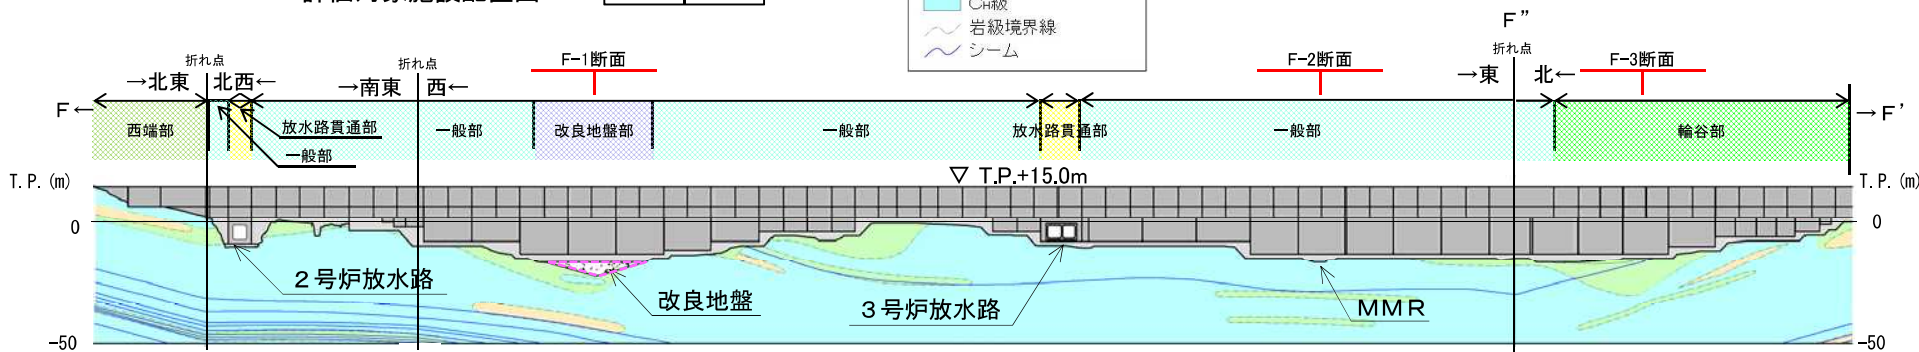 CH級
岩級境界線
シーム
F”
折れ点
折れ点
折れ点
F-1断面
F-2断面
F-3断面
→北東
北西←
→南東
西←
→東
北←
F←
→F’
西端部
放水路貫通部
一般部
一般部
改良地盤部
一般部
放水路貫通部
一般部
輪谷部
T.P.(m)
▽ T.P.+15.0m
T.P.(m)
0
0
2号炉放水路
改良地盤
3号炉放水路
MMR
-50
-50